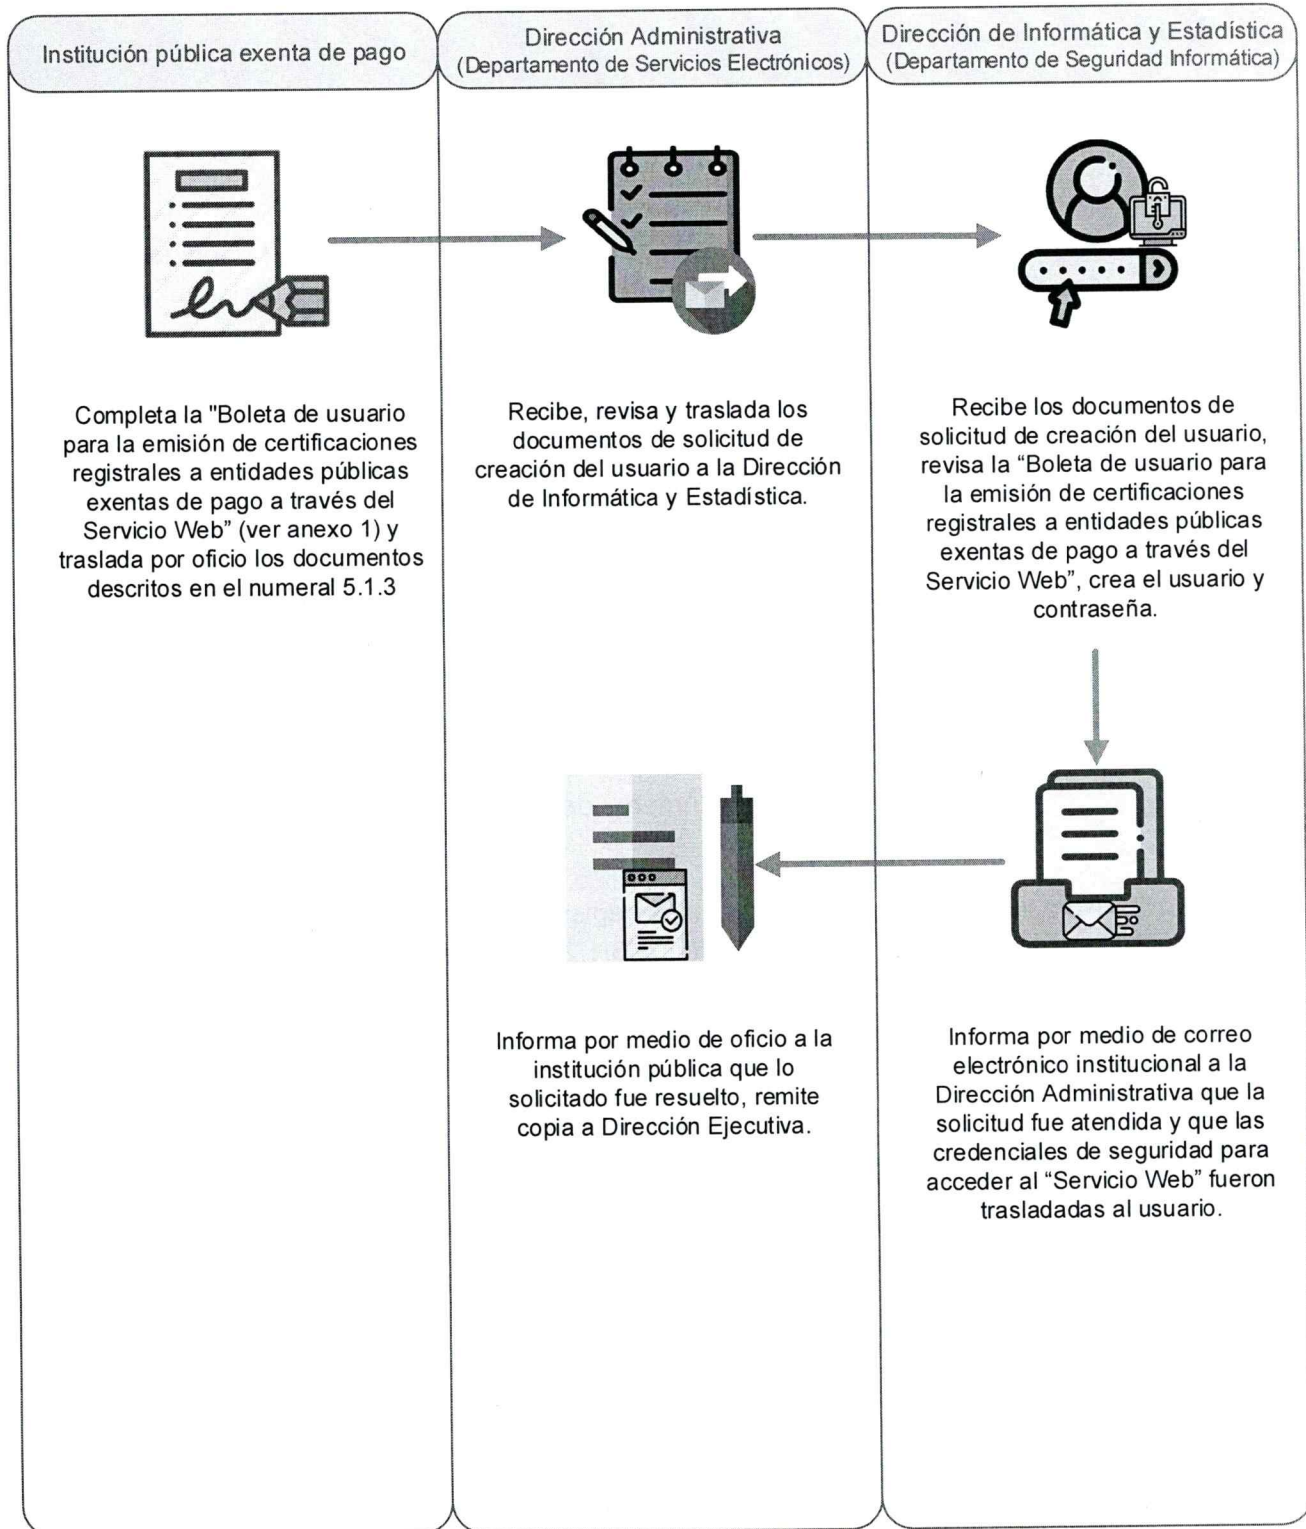 Institución pública exenta de pago
Dirección Administrativa
(Departamento de Servicios Electrónicos)
Dirección de Informática y Estadística
(Departamento de Seguridad Informática)
Completa la "Boleta de usuario
para la emisión de certificaciones
registrales a entidades públicas
exentas de pago a través del
Servicio Web” (ver anexo 1) y
traslada por oficio los documentos
descritos en el numeral 5.1.3
Recibe, revisa y traslada los
documentos de solicitud de
creación del usuario a la Dirección
de Informática y Estadística.
Recibe los documentos de
solicitud de creación del usuario,
revisa la “Boleta de usuario para
la emisión de certificaciones
registrales a entidades públicas
exentas de pago a través del
Servicio Web”, crea el usuario y
contraseña.
Informa por medio de oficio a la
institución pública que lo
solicitado fue resuelto, remite
copia a Dirección Ejecutiva.
Informa por medio de correo
electrónico institucional a la
Dirección Administrativa que la
solicitud fue atendida y que las
credenciales de seguridad para
acceder al “Servicio Web” fueron
trasladadas al usuario.